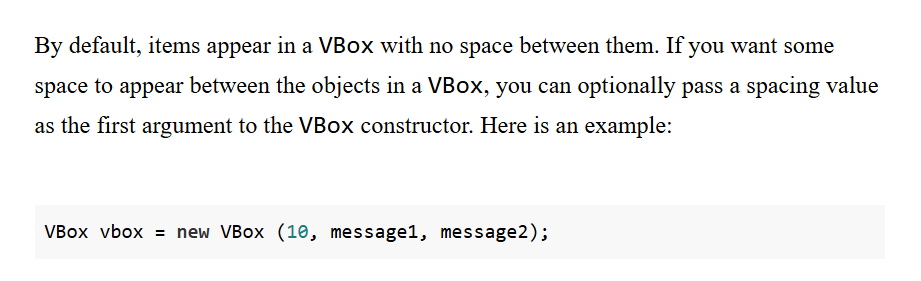 By default, items appear in a VBox with no space between them. If you want some
space to appear between the objects in a VBox, you can optionally pass a spacing value
as the first argument to the VBox constructor. Here is an example:
VBox vbox = new VBox (10, message1, message2);